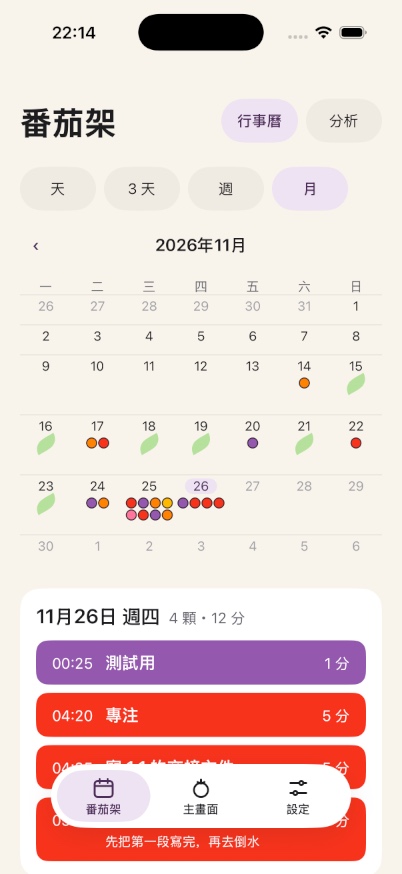 22:14
番茄架 行事曆 分析
天 3 天 週 月
‹ 2026年11月
一 二 三 四 五 六 日
26 27 28 29 30 31 1
2 3 4 5 6 7 8
9 10 11 12 13 14 15
16 17 18 19 20 21 22
23 24 25 26 27 28 29
30 1 2 3 4 5 6
11月26日 週四 4 顆・12 分
00:25 測試用 1 分
04:20 專注 5 分
先把第一段寫完，再去倒水
番茄架 主畫面 設定